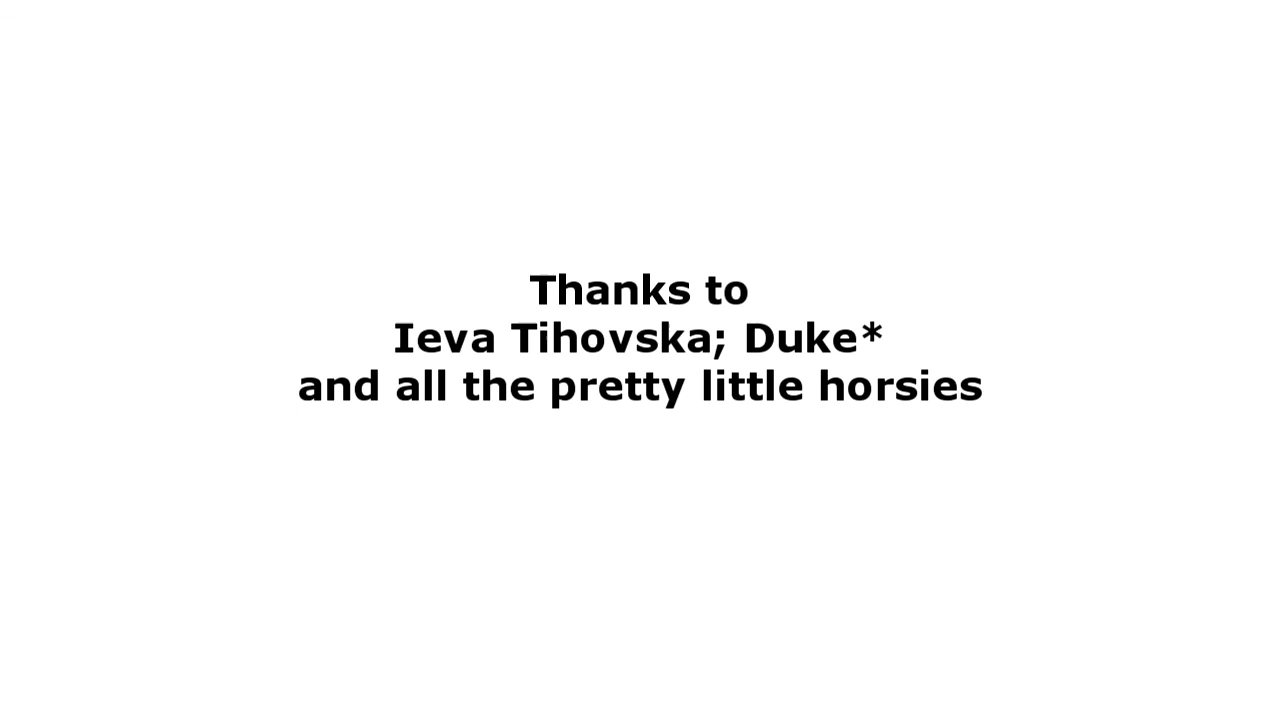 Thanks to
Ieva Tihovska; Duke*
and all the pretty little horsies